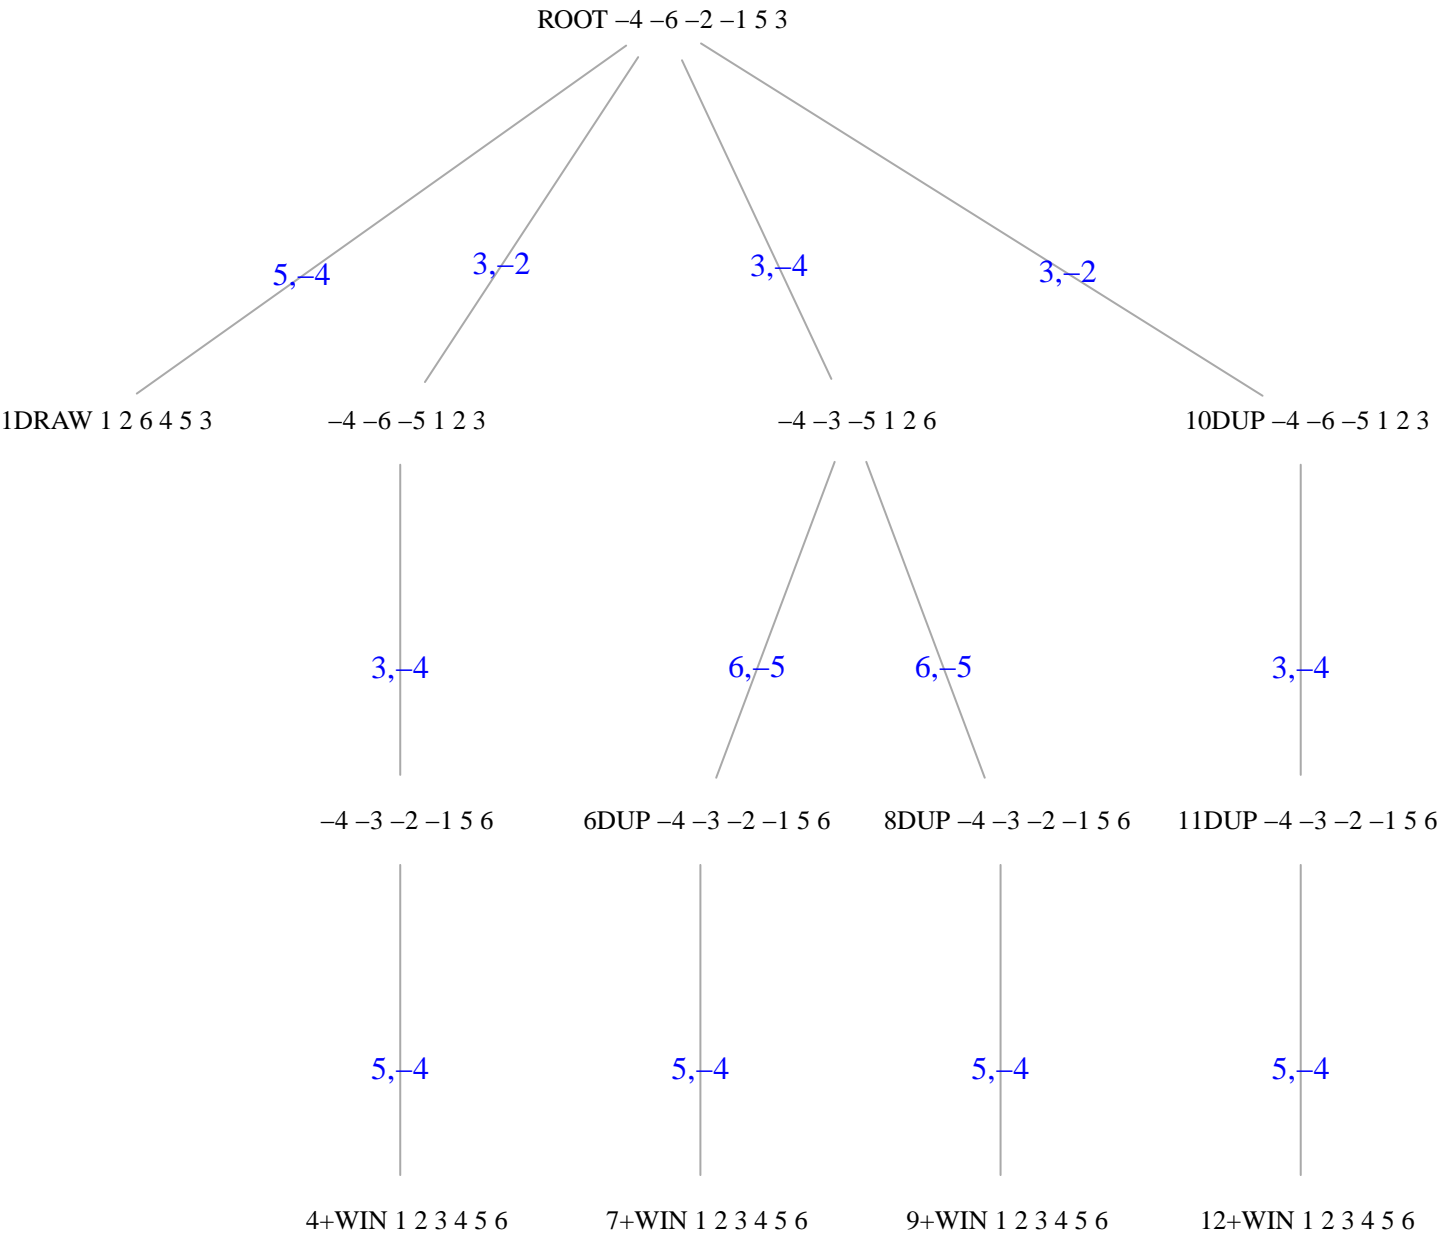 ROOT –4 –6 –2 –1 5 3
5,–4
3,–2
3,–4
3,–2
1DRAW 1 2 6 4 5 3
–4 –6 –5 1 2 3
–4 –3 –5 1 2 6
10DUP –4 –6 –5 1 2 3
3,–4
6,–5
6,–5
3,–4
–4 –3 –2 –1 5 6
6DUP –4 –3 –2 –1 5 6
8DUP –4 –3 –2 –1 5 6
11DUP –4 –3 –2 –1 5 6
5,–4
5,–4
5,–4
5,–4
4+WIN 1 2 3 4 5 6
7+WIN 1 2 3 4 5 6
9+WIN 1 2 3 4 5 6
12+WIN 1 2 3 4 5 6